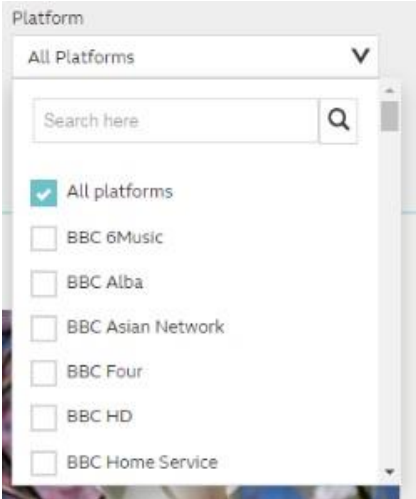 Platform
All Platforms
Search here
All platforms
BBC 6Music
BBC Alba
BBC Asian Network
BBC Four
BBC HD
BBC Home Service